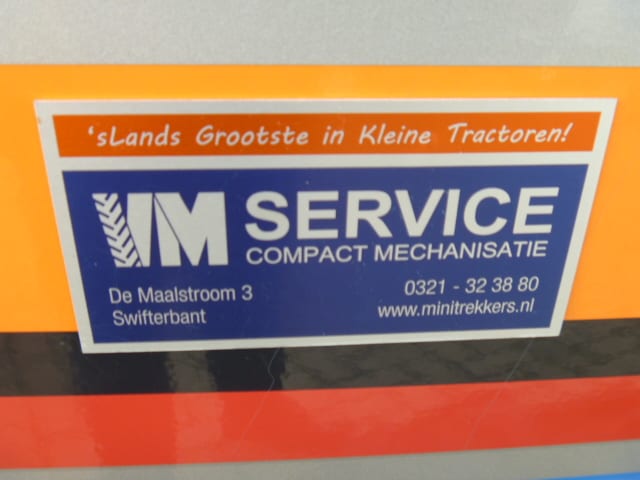 'sLands Grootste in Kleine Tractoren!
VM SERVICE
COMPACT MECHANISATIE
De Maalstroom 3
Swifterbant
0321 - 32 38 80
www.minitrekkers.nl